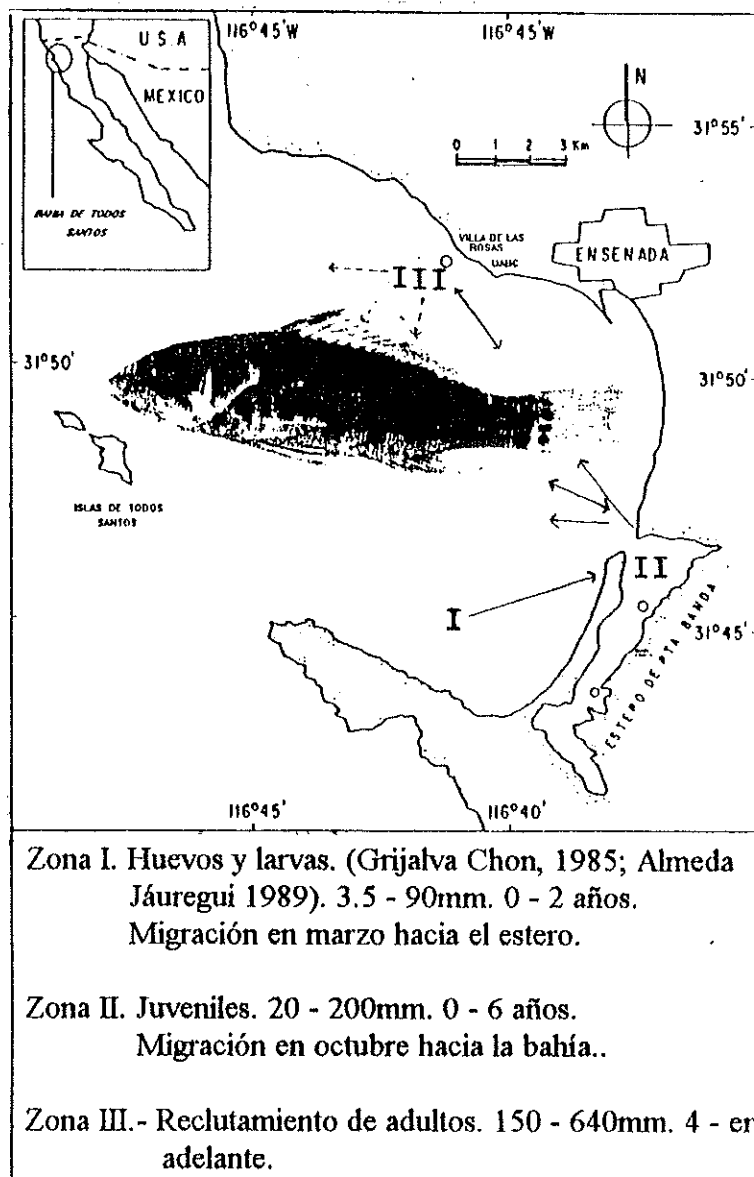 116°45'W
116°45'W
U.S.A
MEXICO
BAHIA DE TODOS
SANTOS
N
31°55'
0 1 2 3 Km
VILLA DE LAS
ROSAS
UABC
ENSENADA
III
31°50'
31°50'
ISLAS DE TODOS
SANTOS
II
I
31°45'
ESTERO DE PTA BANDA
116°45'
116°40'
Zona I. Huevos y larvas. (Grijalva Chon, 1985; Almeda
Jáuregui 1989). 3.5 - 90mm. 0 - 2 años.
Migración en marzo hacia el estero.
Zona II. Juveniles. 20 - 200mm. 0 - 6 años.
Migración en octubre hacia la bahía..
Zona III.- Reclutamiento de adultos. 150 - 640mm. 4 - en
adelante.